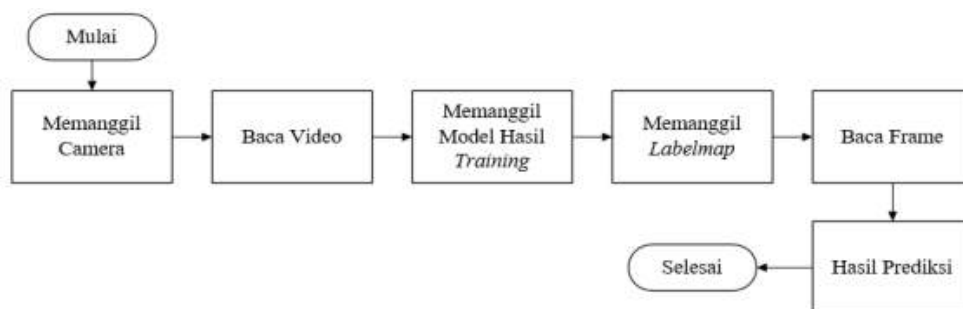 Mulai
Memanggil
Camera
Baca Video
Memanggil
Model Hasil
Training
Memanggil
Labelmap
Baca Frame
Hasil Prediksi
Selesai